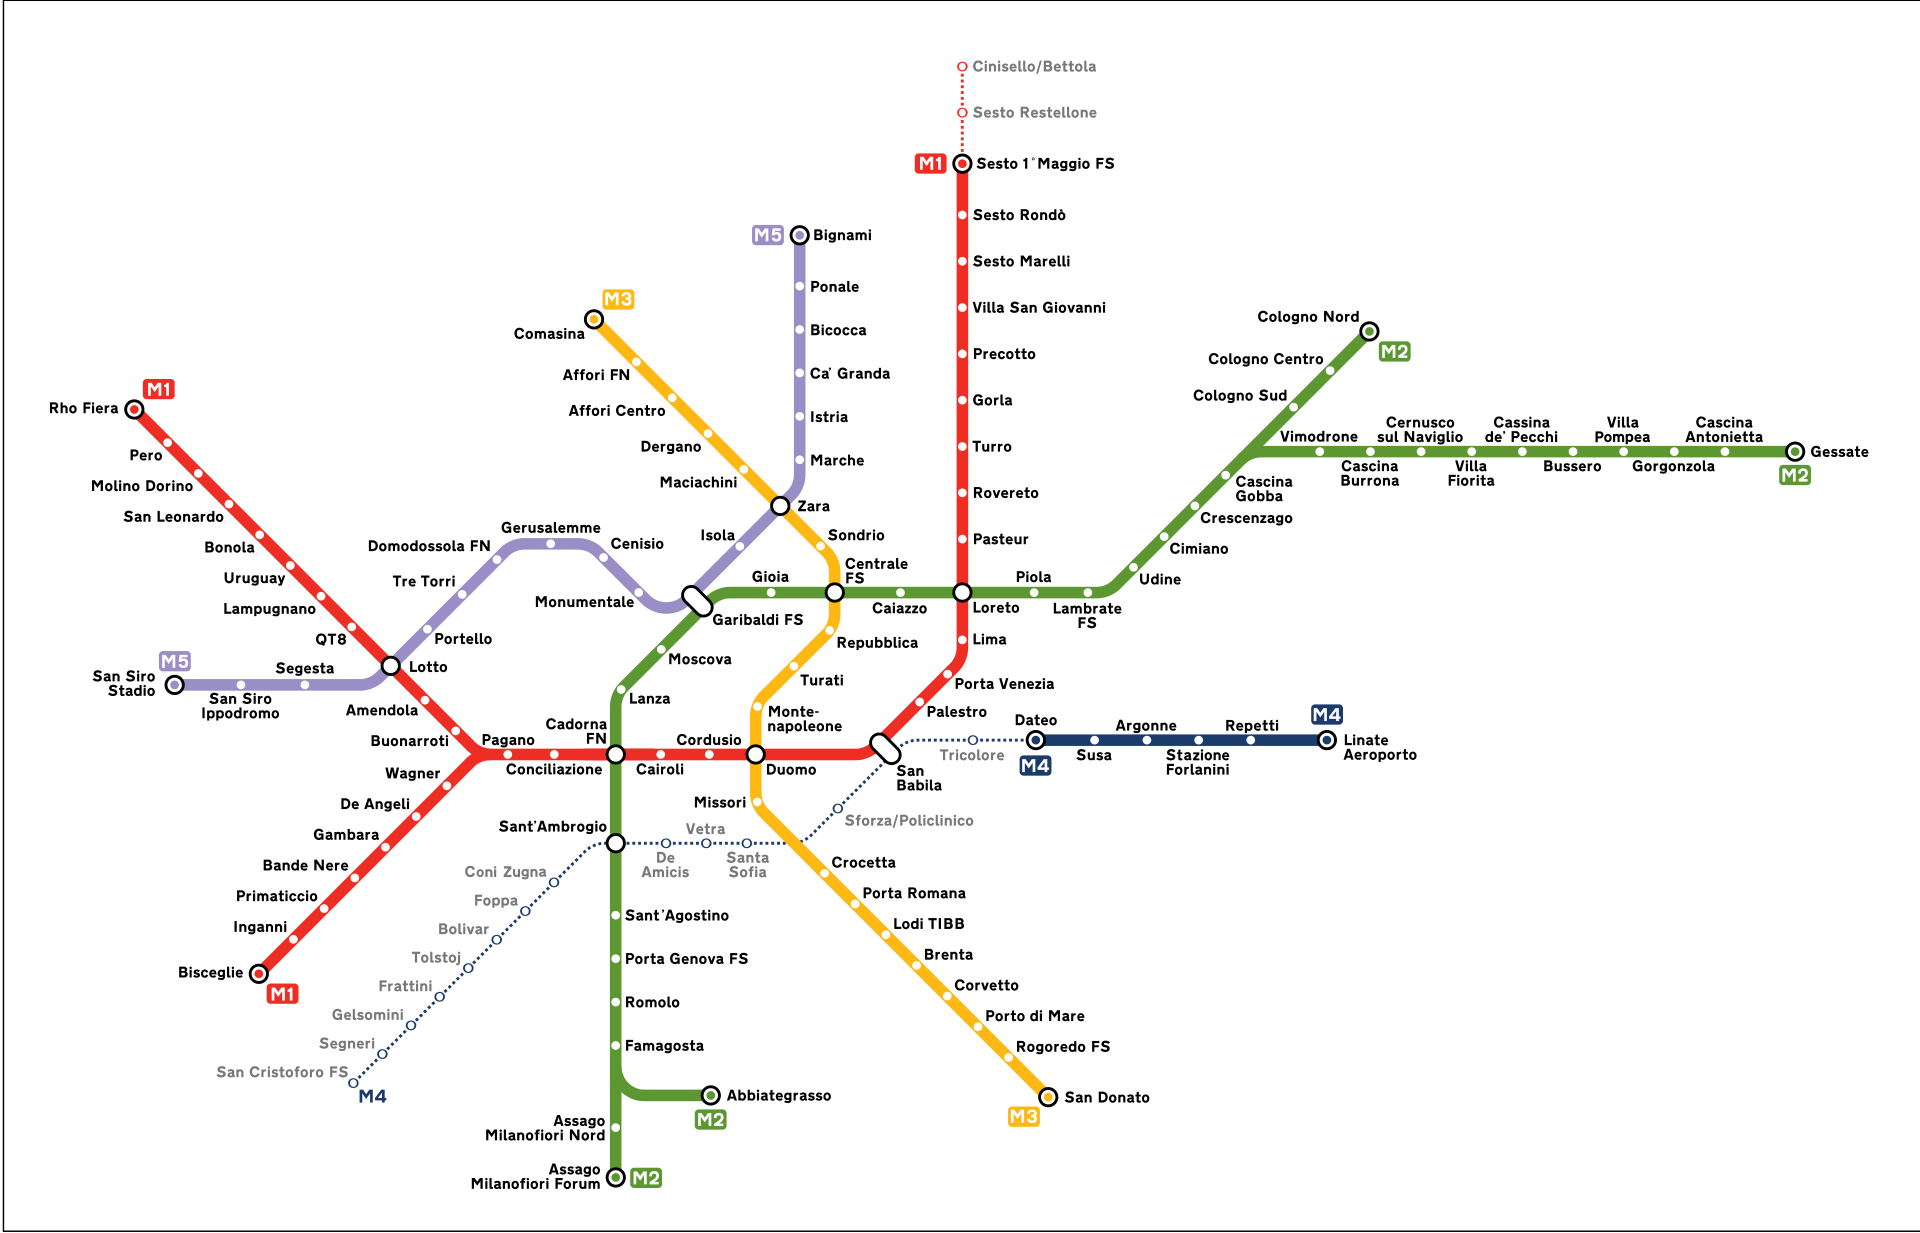 Cinisello/Bettola
Sesto Restellone
M1
Sesto 1°Maggio FS
Sesto Rondò
M5
Bignami
Sesto Marelli
Ponale
M3
Villa San Giovanni
Cologno Nord
Comasina
Bicocca
M2
Precotto
Cologno Centro
Affori FN
Ca' Granda
M1
Cologno Sud
Gorla
Rho Fiera
Affori Centro
Istria
Cernusco
sul Naviglio
Cassina
de' Pecchi
Villa
Pompea
Cascina
Antonietta
Vimodrone
Dergano
Turro
Gessate
Pero
Marche
Cascina
Burrona
Villa
Fiorita
Bussero
Gorgonzola
M2
Maciachini
Molino Dorino
Cascina
Gobba
Rovereto
Zara
San Leonardo
Crescenzago
Gerusalemme
Isola
Sondrio
Pasteur
Domodossola FN
Cenisio
Bonola
Cimiano
Centrale
FS
Uruguay
Tre Torri
Gioia
Piola
Udine
Monumentale
Lampugnano
Caiazzo
Loreto
Lambrate
FS
Garibaldi FS
QT8
Portello
Repubblica
Lima
M5
Moscova
Segesta
Lotto
San Siro
Stadio
Turati
Porta Venezia
San Siro
Ippodromo
Lanza
Amendola
Monte-
napoleone
Palestro
M4
Dateo
Argonne
Repetti
Cadorna
FN
Buonarroti
Pagano
Cordusio
Linate
Aeroporto
Tricolore
Susa
Stazione
Forlanini
M4
Conciliazione
Cairoli
Duomo
San
Babila
Wagner
De Angeli
Missori
Sforza/Policlinico
Sant'Ambrogio
Vetra
Gambara
De
Amicis
Santa
Sofia
Crocetta
Bande Nere
Coni Zugna
Porta Romana
Primaticcio
Foppa
Sant'Agostino
Lodi TIBB
Inganni
Bolivar
Brenta
Tolstoj
Porta Genova FS
Bisceglie
M1
Frattini
Corvetto
Romolo
Gelsomini
Porto di Mare
Segneri
Famagosta
Rogoredo FS
San Cristoforo FS
M4
Abbiategrasso
San Donato
M2
M3
Assago
Milanofiori Nord
Assago
Milanofiori Forum
M2